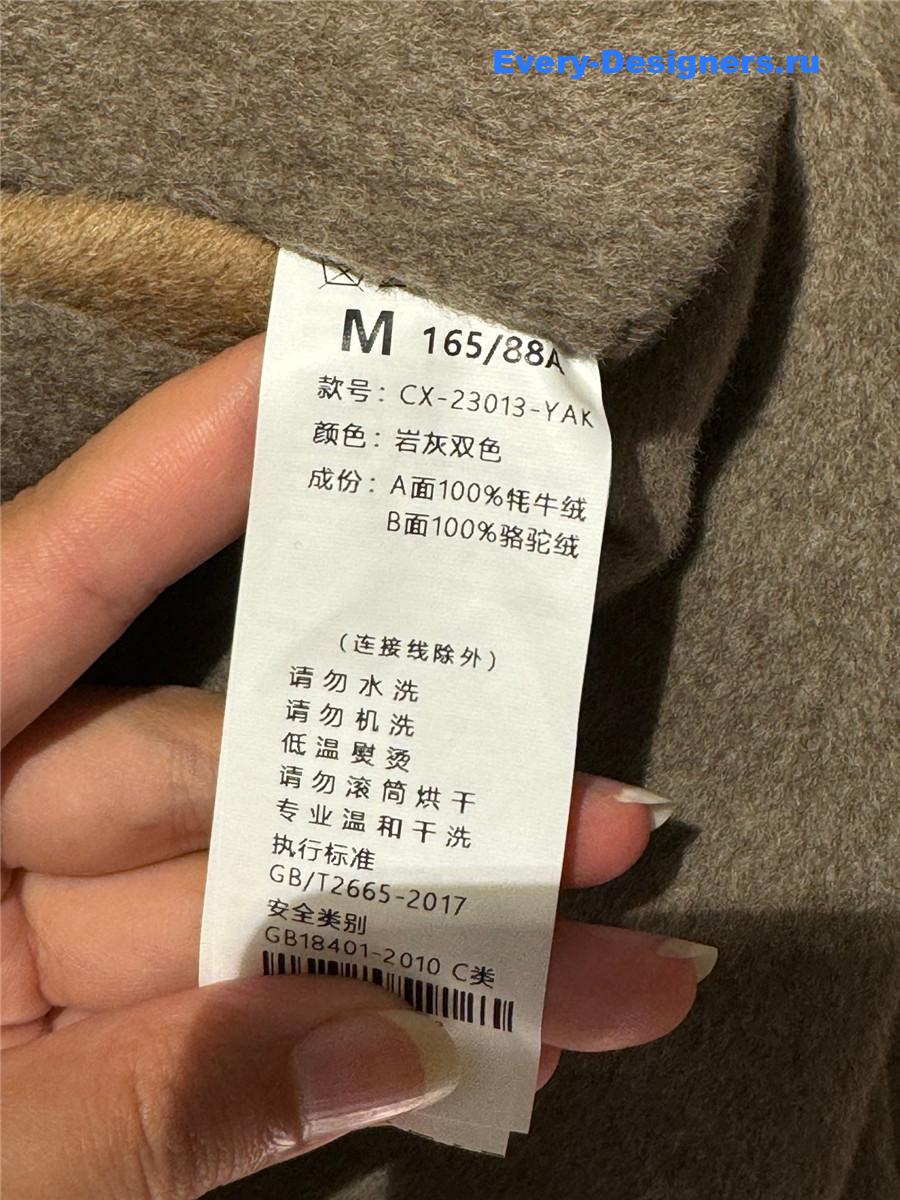 Every-Designers.ru
M 165/88A
款号：CX-23013-YAK
颜色：岩灰双色
成份：A面100%牦牛绒
B面100%骆驼绒
（连接线除外）
请勿水洗
请勿机洗
低温熨烫
请勿滚筒烘干
专业温和干洗
执行标准
GB/T2665-2017
安全类别
GB18401-2010 C类